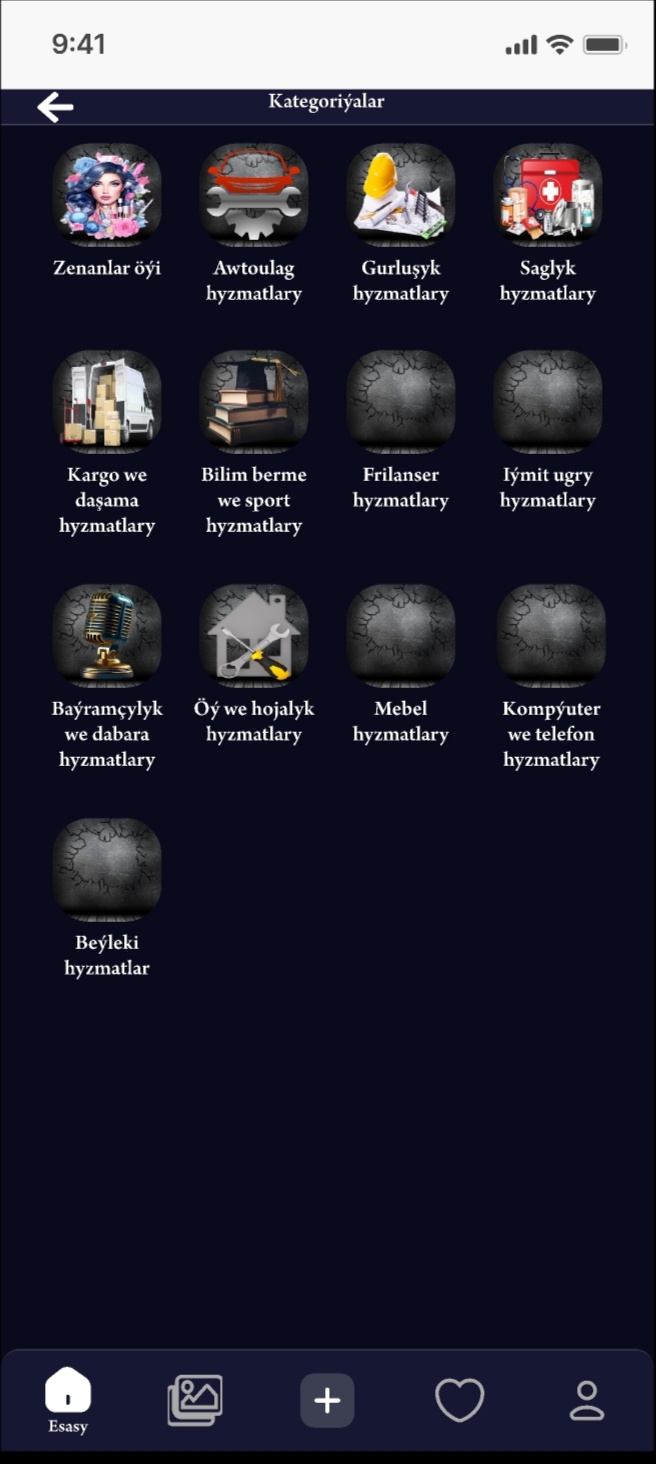 9:41
Kategoriýalar
Zenanlar öýi
Awtoulag
hyzmatlary
Gurluşyk
hyzmatlary
Saglyk
hyzmatlary
Kargo we
daşama
hyzmatlary
Bilim berme
we sport
hyzmatlary
Frilanser
hyzmatlary
Iýmit ugry
hyzmatlary
Baýramçylyk
we dabara
hyzmatlary
Öý we hojalyk
hyzmatlary
Mebel
hyzmatlary
Kompýuter
we telefon
hyzmatlary
Beýleki
hyzmatlar
Esasy